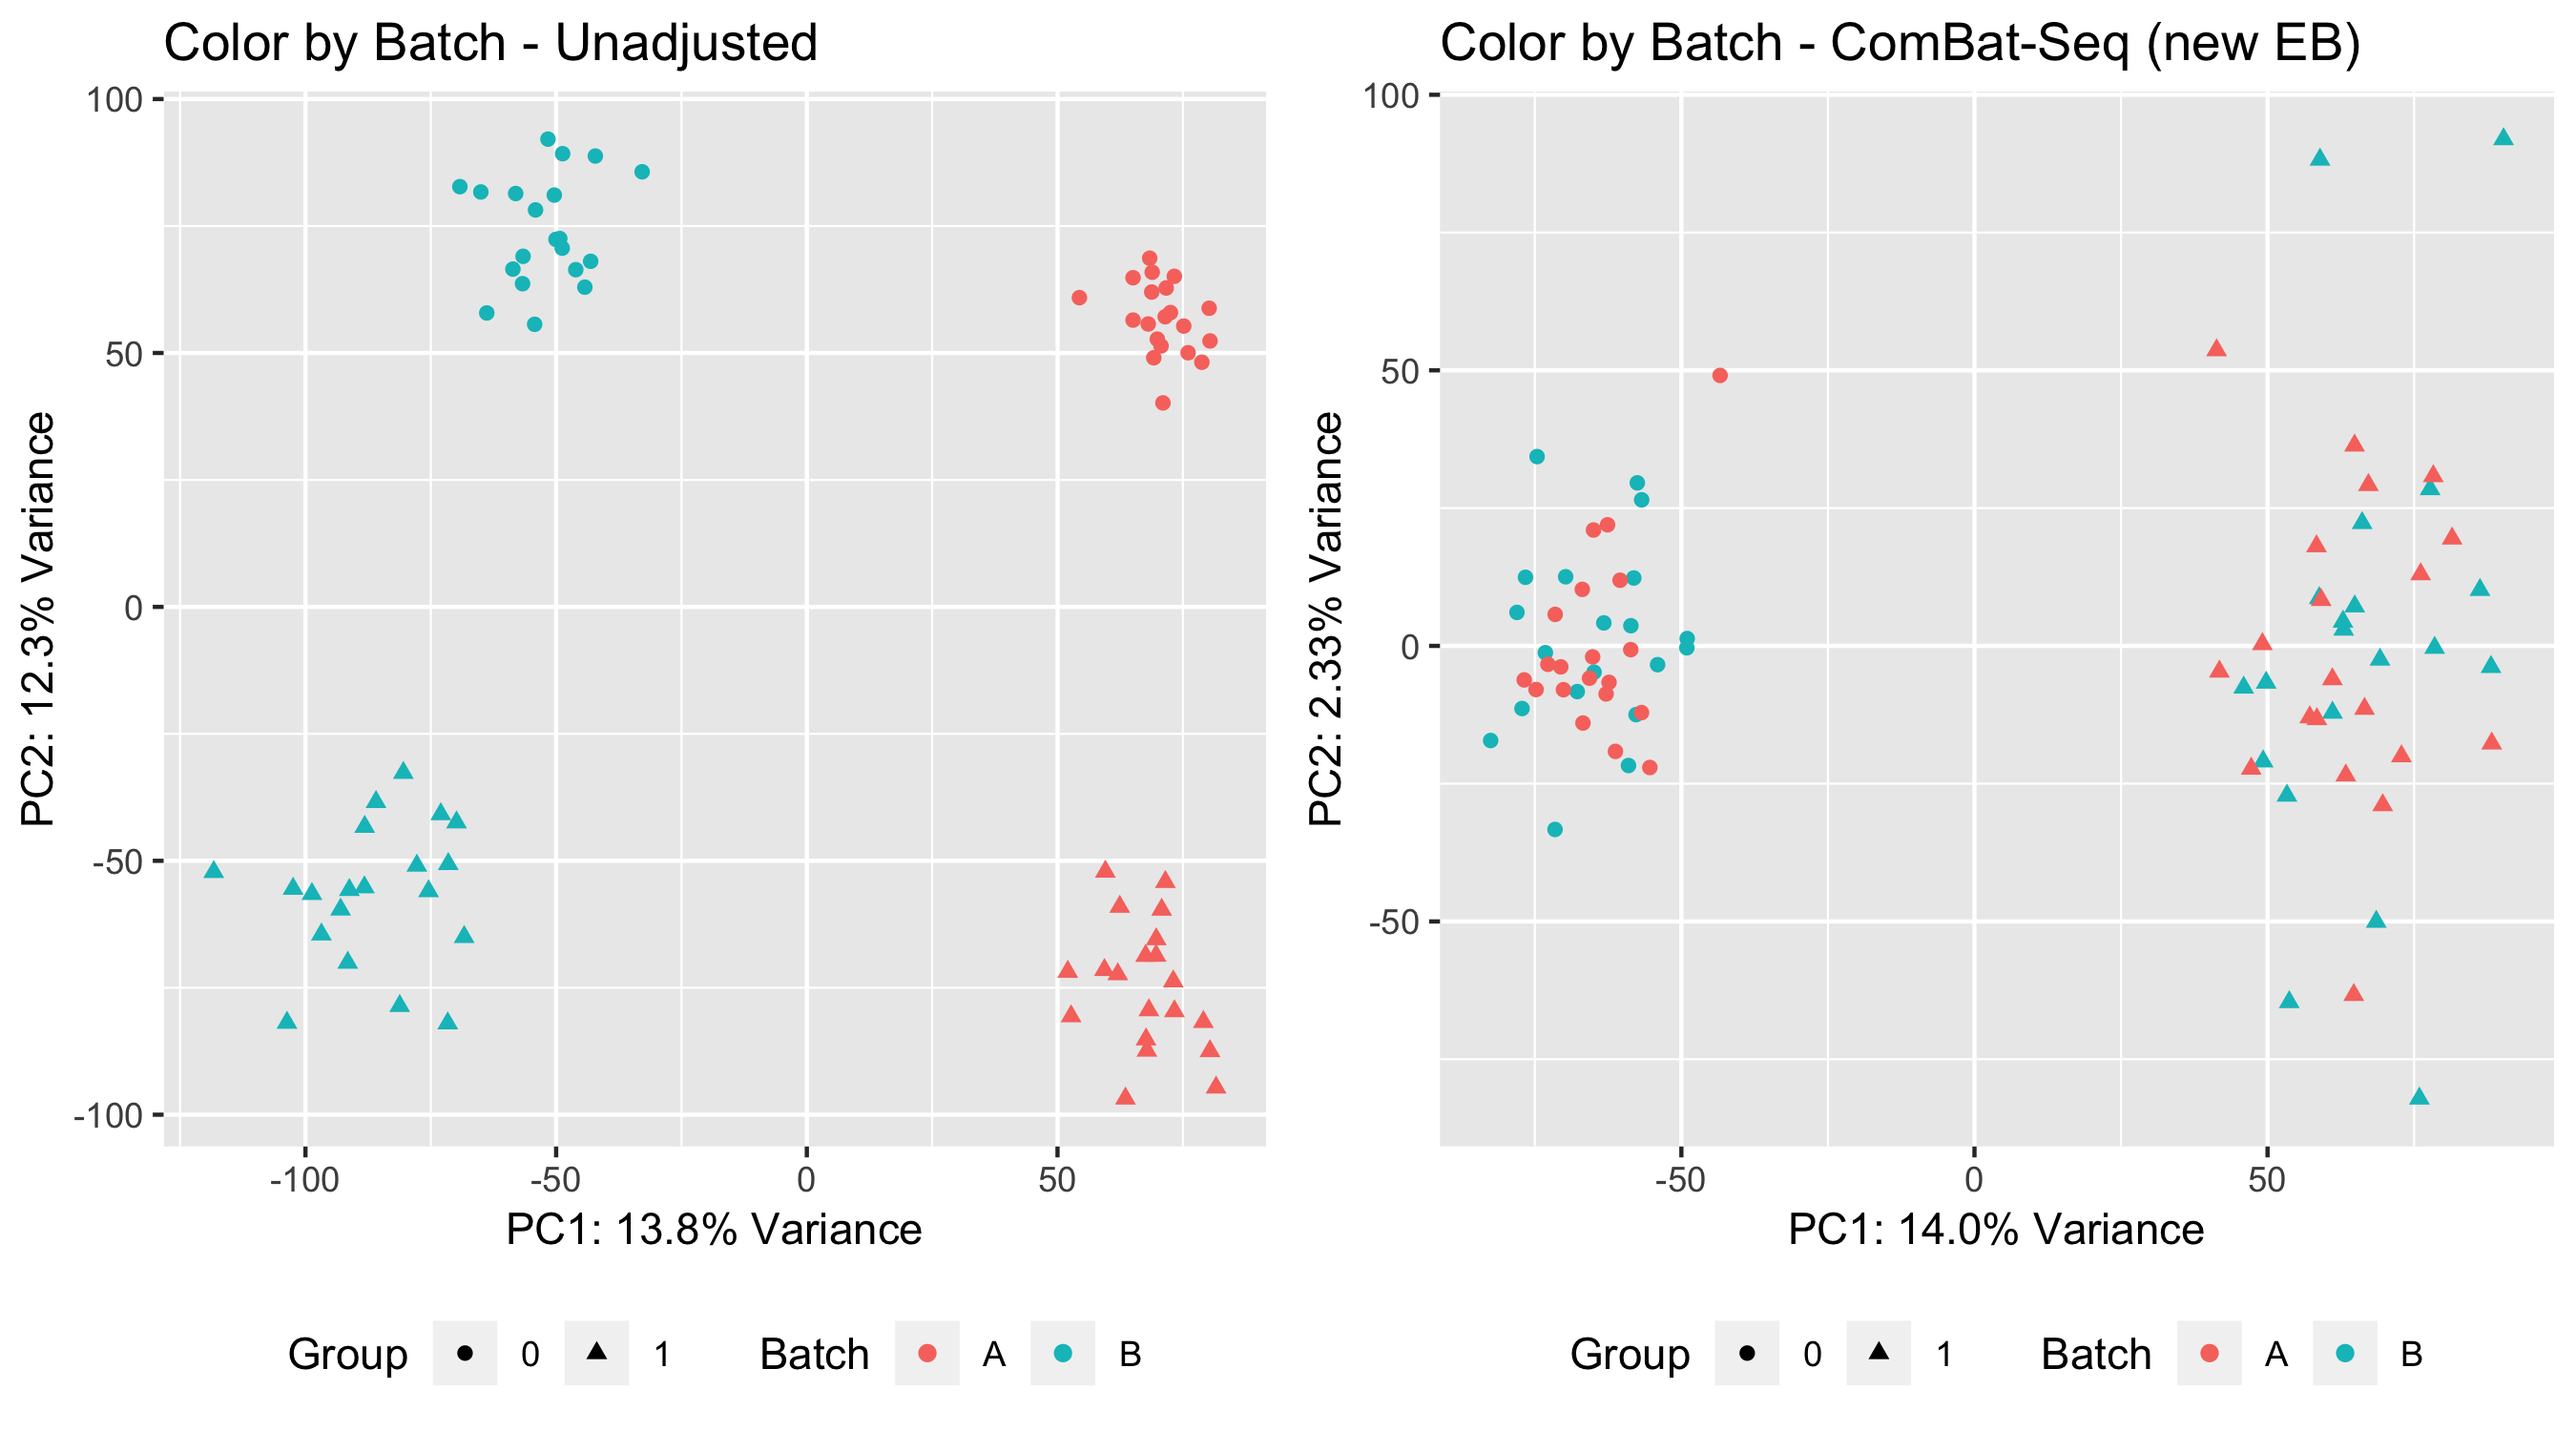 Color by Batch - Unadjusted
100
50
0
-50
-100
PC2: 12.3% Variance
-100 -50 0 50
PC1: 13.8% Variance
Group 0 1 Batch A B
Color by Batch - ComBat-Seq (new EB)
100
50
0
-50
PC2: 2.33% Variance
-50 0 50
PC1: 14.0% Variance
Group 0 1 Batch A B